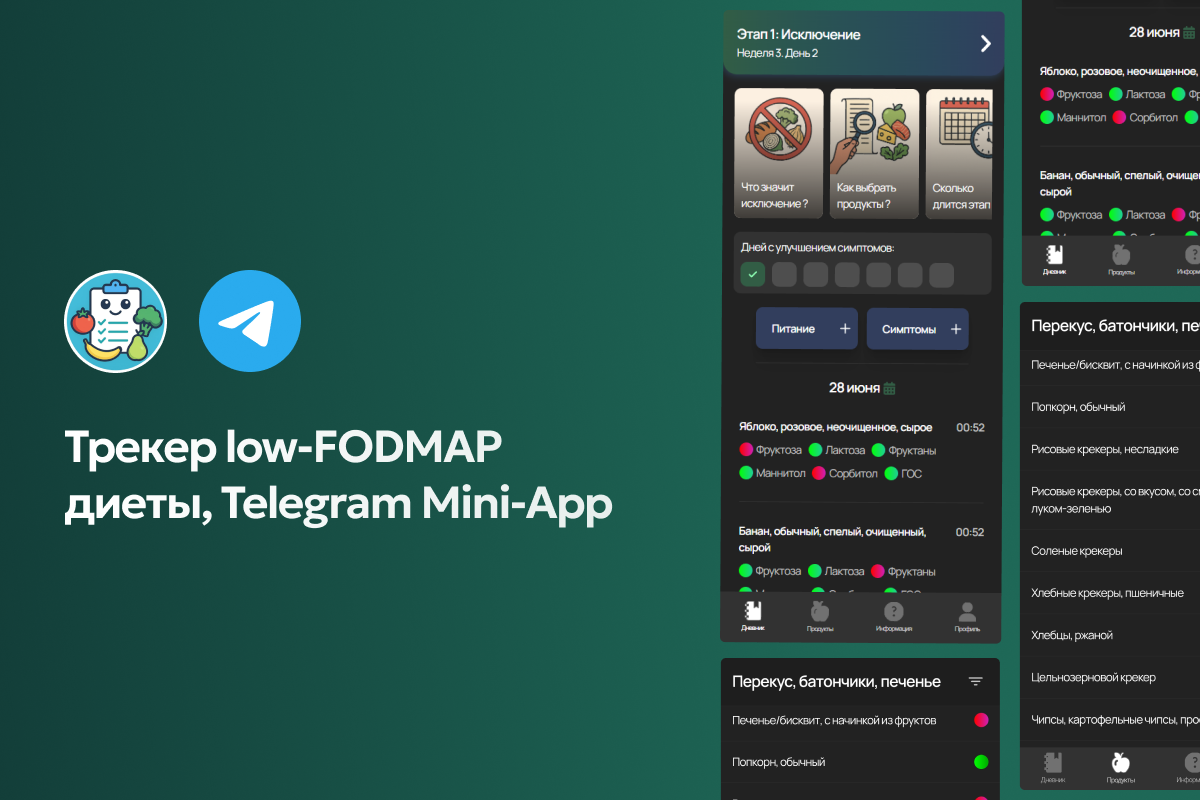 Трекер low-FODMAP
диеты, Telegram Mini-App
Этап 1: Исключение
Неделя 3. День 2
Что значит
исключение ?
Как выбрать
продукты ?
Сколько
длится этап
Дней с улучшением симптомов:
Питание +
Симптомы +
28 июня
Яблоко, розовое, неочищенное, сырое 00:52
Фруктоза Лактоза Фруктаны
Маннитол Сорбитол ГОС
Банан, обычный, спелый, очищенный, 00:52
сырой
Фруктоза Лактоза Фруктаны
Дневник Продукты Информация Профиль
Перекус, батончики, печенье
Печенье/бисквит, с начинкой из фруктов
Попкорн, обычный
28 июня
Яблоко, розовое, неочищенное,
Фруктоза Лактоза Фр
Маннитол Сорбитол
Банан, обычный, спелый, очищен
сырой
Фруктоза Лактоза Фр
Дневник Продукты Информ
Перекус, батончики, печ
Печенье/бисквит, с начинкой из ф
Попкорн, обычный
Рисовые крекеры, несладкие
Рисовые крекеры, со вкусом, со см
луком-зеленью
Соленые крекеры
Хлебные крекеры, пшеничные
Хлебцы, ржаной
Цельнозерновой крекер
Чипсы, картофельные чипсы, про
Дневник Продукты Информ